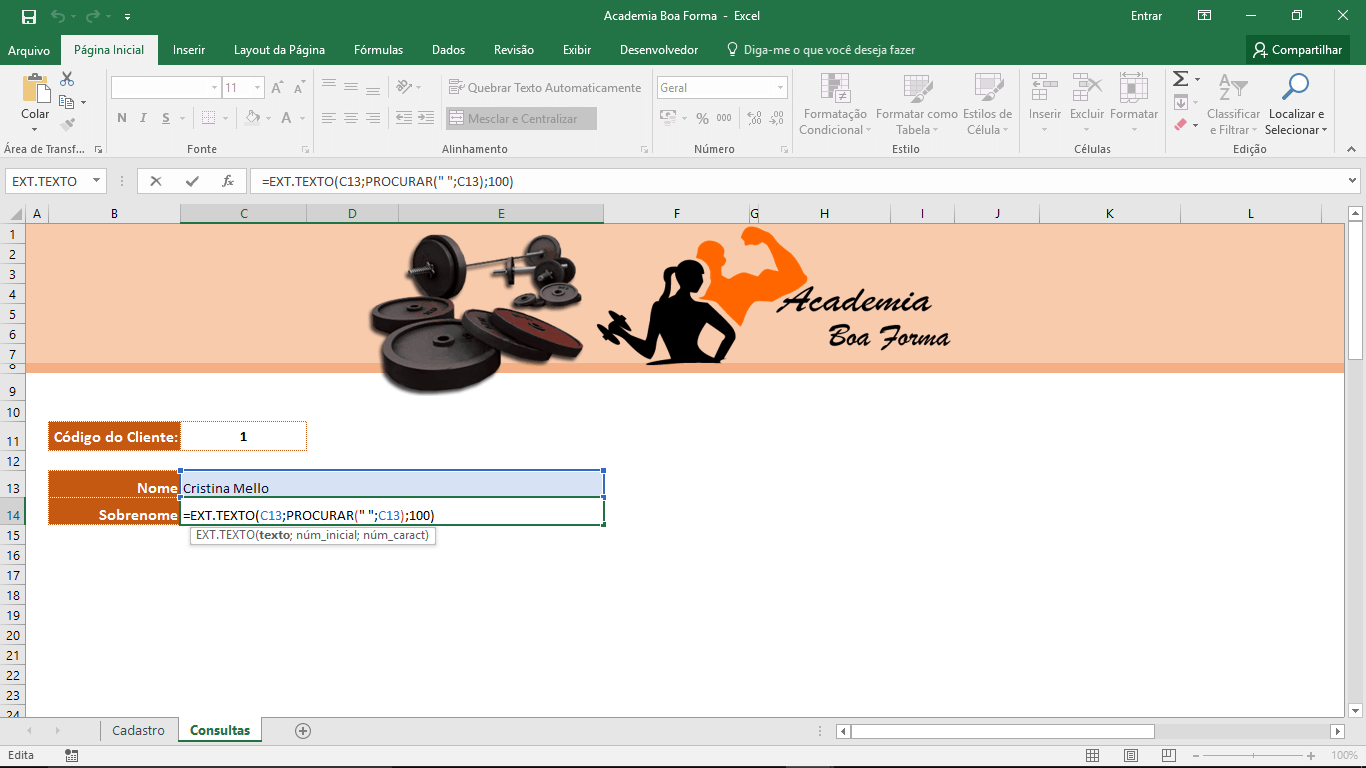 Academia Boa Forma - Excel
Entrar
Arquivo
Página Inicial
Inserir
Layout da Página
Fórmulas
Dados
Revisão
Exibir
Desenvolvedor
Diga-me o que você deseja fazer
Compartilhar
Colar
Área de Transf...
11
A A
N I S
A
Fonte
Quebrar Texto Automaticamente
Mesclar e Centralizar
Alinhamento
Geral
% 000
Número
Formatação Condicional
Formatar como Tabela
Estilos de Célula
Estilo
Inserir
Excluir
Formatar
Células
Classificar e Filtrar
Localizar e Selecionar
Edição
EXT.TEXTO
fx
=EXT.TEXTO(C13;PROCURAR(" ";C13);100)
A B C D E F G H I J K L
1
2
3
4
5
6
7
8
9
10
11
12
13
14
15
16
17
18
19
20
21
22
23
24
Academia
Boa Forma
Código do Cliente: 1
Nome Cristina Mello
Sobrenome =EXT.TEXTO(C13;PROCURAR(" ";C13);100)
EXT.TEXTO(texto; núm_inicial; núm_caract)
Cadastro
Consultas
Edita
100%